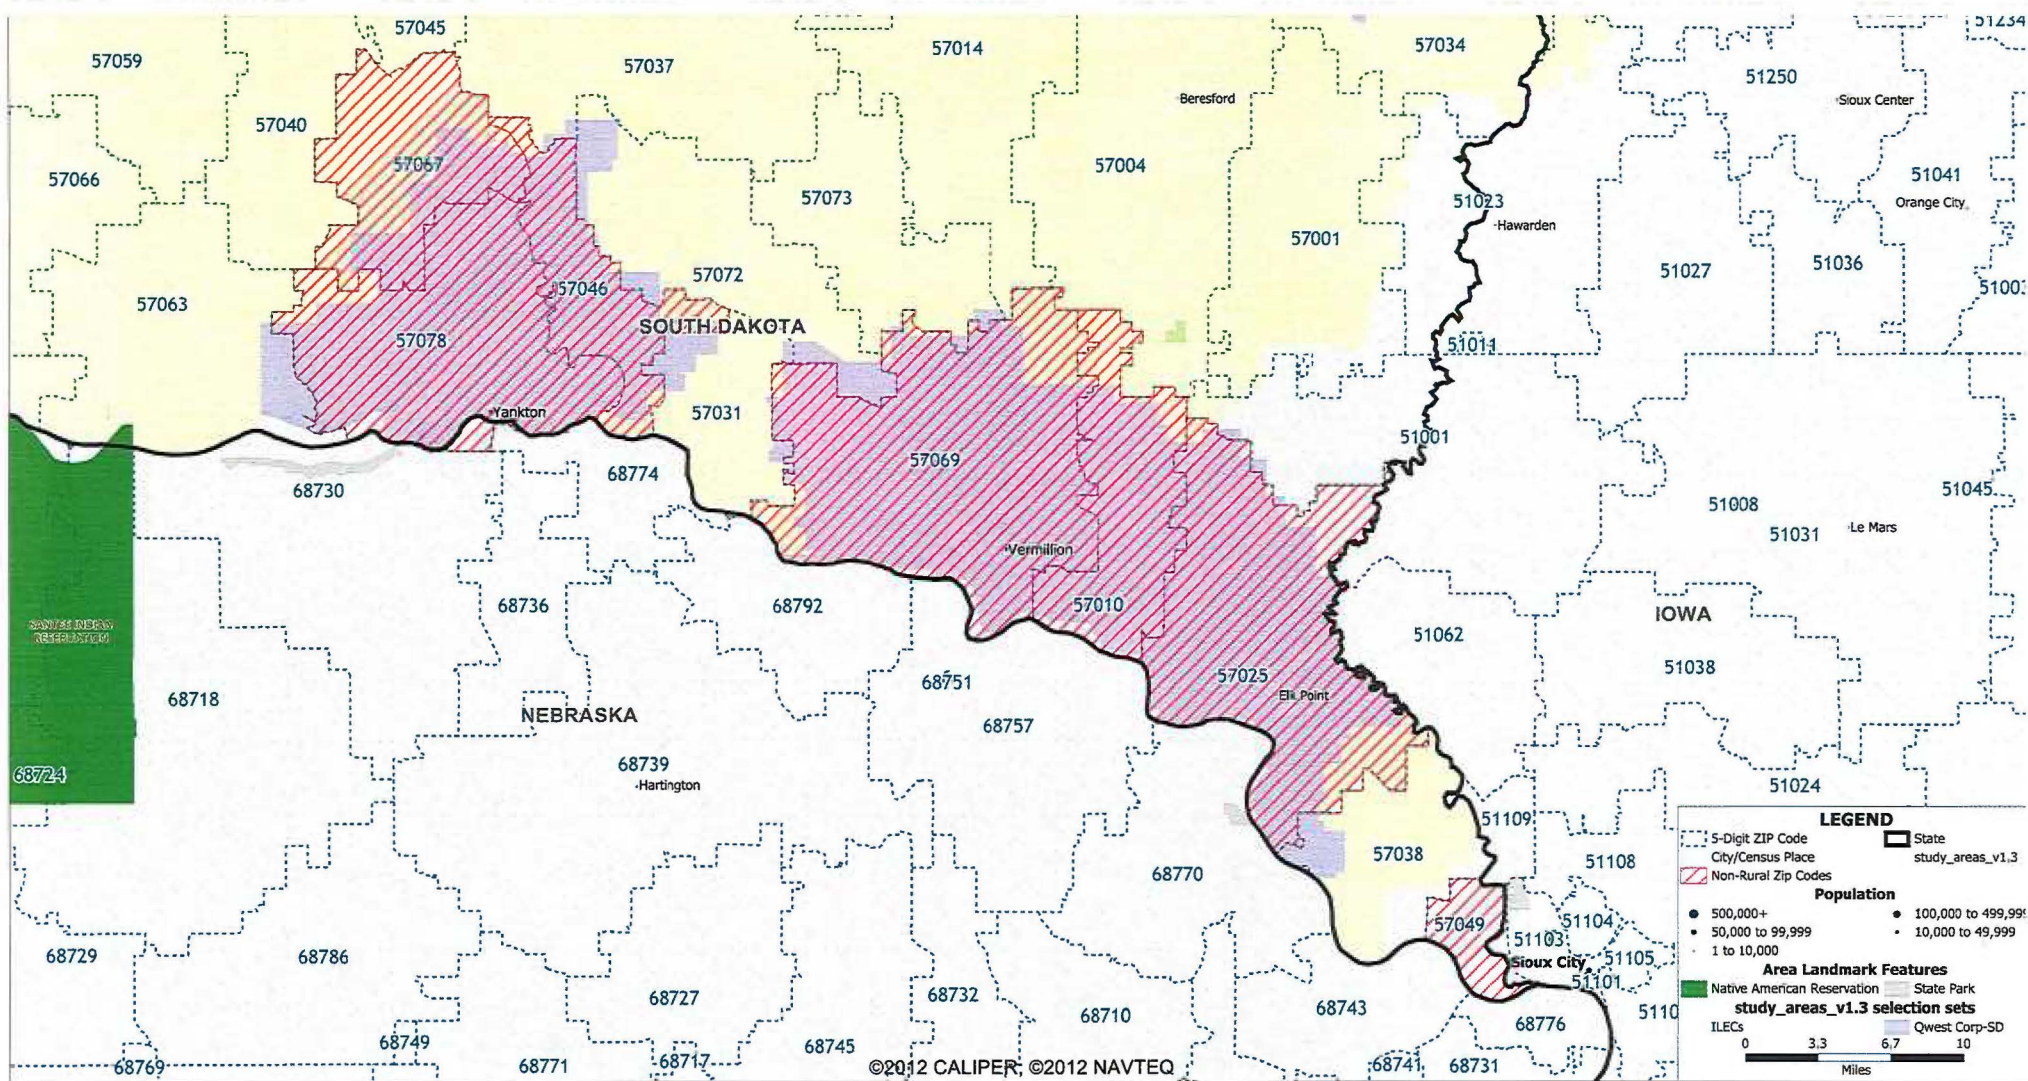 57045
51234
57059
57037
57014
57034
51250
Beresford
Sioux Center
57040
57067
57004
57066
57073
51023
51041
Orange City
Hawarden
57001
57063
57046
57072
51027
51036
SOUTH DAKOTA
57078
51011
57031
Yankton
51001
57069
68774
68730
51008
51045
51031
Le Mars
Vermillion
68736
68792
57010
IOWA
SANTEE INDIAN
RESERVATION
51062
51038
68718
68751
57025
Elk Point
NEBRASKA
68757
68739
68724
Hartington
51024
51109
57038
51108
68770
57049
51104
51103
68729
68786
51105
Sioux City
51101
68727
68732
68710
68743
5110
68776
68749
68745
68769
68771
68717
68741
68731
©2012 CALIPER; ©2012 NAVTEQ
LEGEND
5-Digit ZIP Code
State
City/Census Place
study_areas_v1.3
Non-Rural Zip Codes
Population
500,000+
100,000 to 499,999
50,000 to 99,999
10,000 to 49,999
1 to 10,000
Area Landmark Features
Native American Reservation
State Park
study_areas_v1.3 selection sets
ILECs
Qwest Corp-SD
0 3.3 6.7 10
Miles